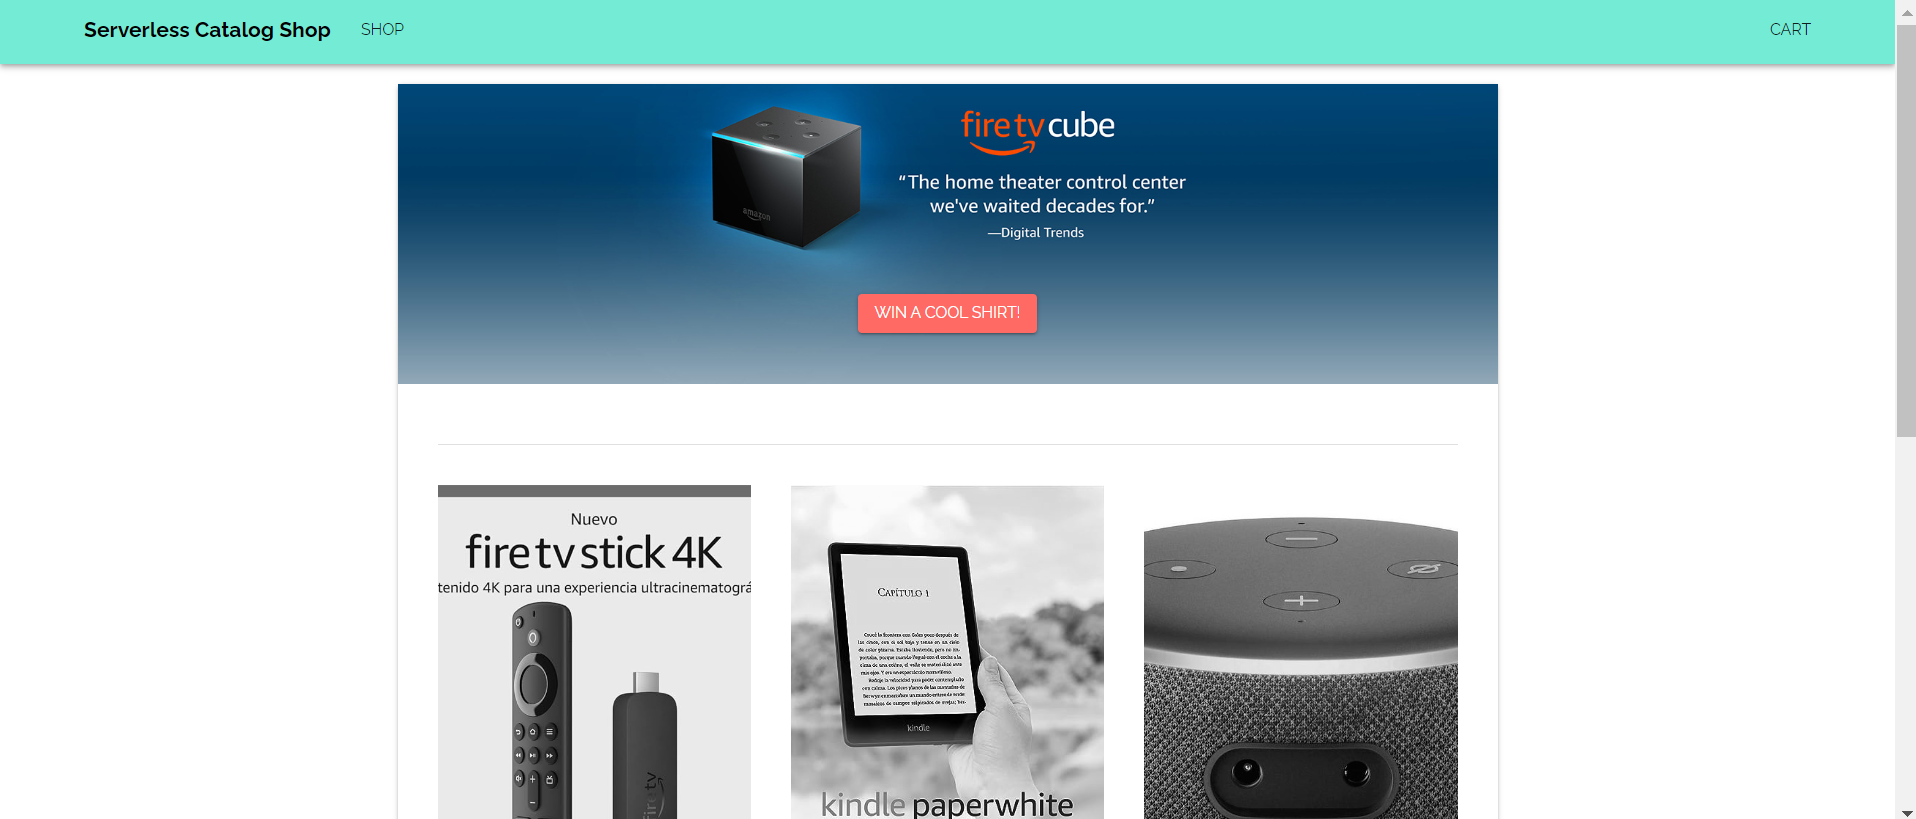 Serverless Catalog Shop
SHOP
CART
fire tv cube
“The home theater control center
we've waited decades for.”
—Digital Trends
amazon
WIN A COOL SHIRT!
Nuevo
fire tv stick 4K
tenido 4K para una experiencia ultracinematográ
fire tv
CAPÍTULO 1
kindle
kindle paperwhite